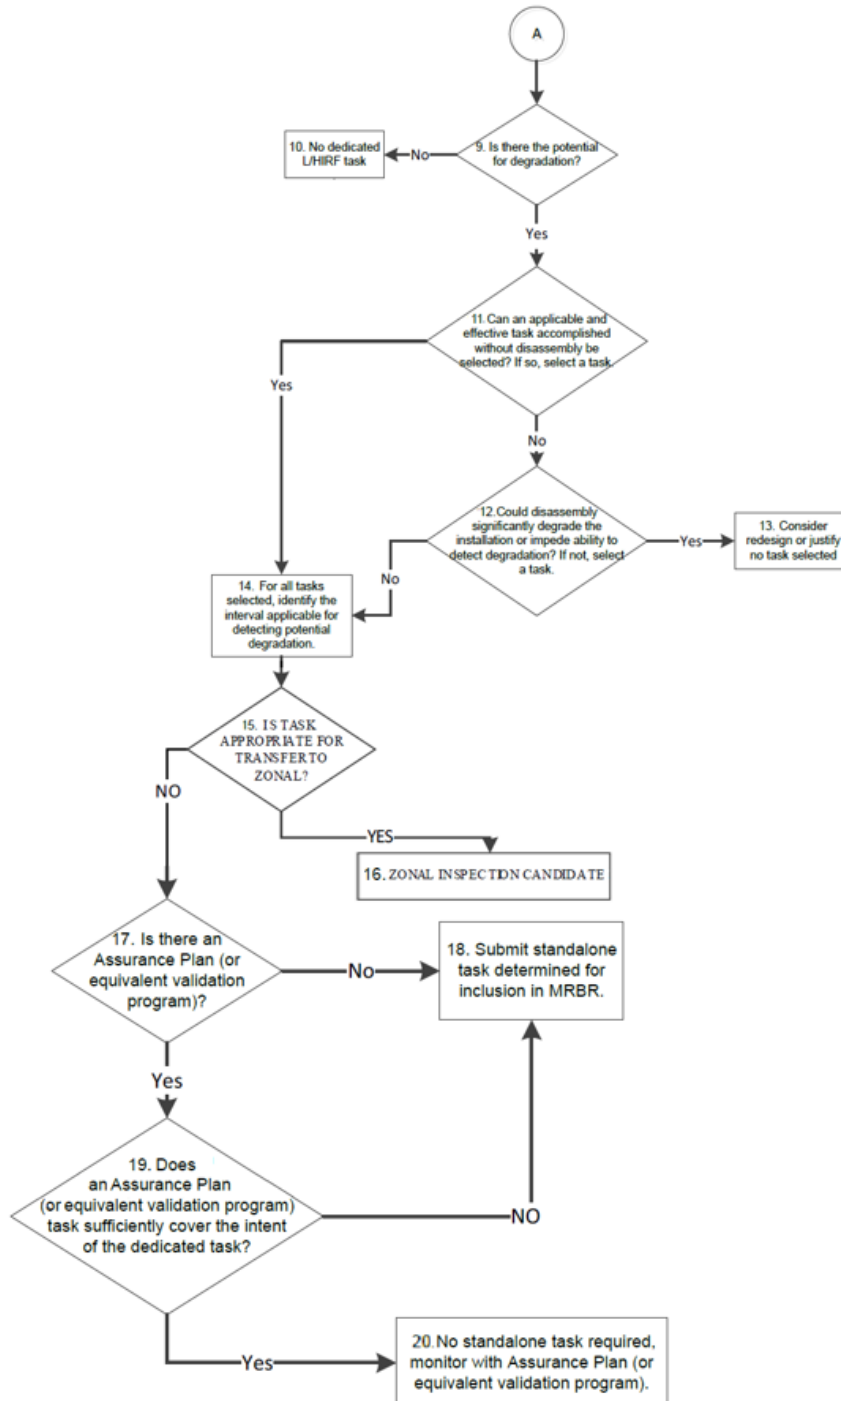 A
9. Is there the potential
for degradation?
No
10. No dedicated
L/HIRF task
Yes
11. Can an applicable and
effective task accomplished
without disassembly be
selected? If so, select a task.
Yes
No
12.Could disassembly
significantly degrade the
installation or impede ability to
detect degradation? If not, select
a task.
Yes
13. Consider
redesign or justify
no task selected
No
14. For all tasks
selected, identify the
interval applicable for
detecting potential
degradation.
15. IS TASK
APPROPRIATE FOR
TRANSFER TO
ZONAL?
NO
YES
16. ZONAL INSPECTION CANDIDATE
17. Is there an
Assurance Plan (or
equivalent validation
program)?
No
18. Submit standalone
task determined for
inclusion in MRBR.
Yes
19. Does
an Assurance Plan
(or equivalent validation program)
task sufficiently cover the intent
of the dedicated task?
NO
Yes
20. No standalone task required,
monitor with Assurance Plan (or
equivalent validation program).